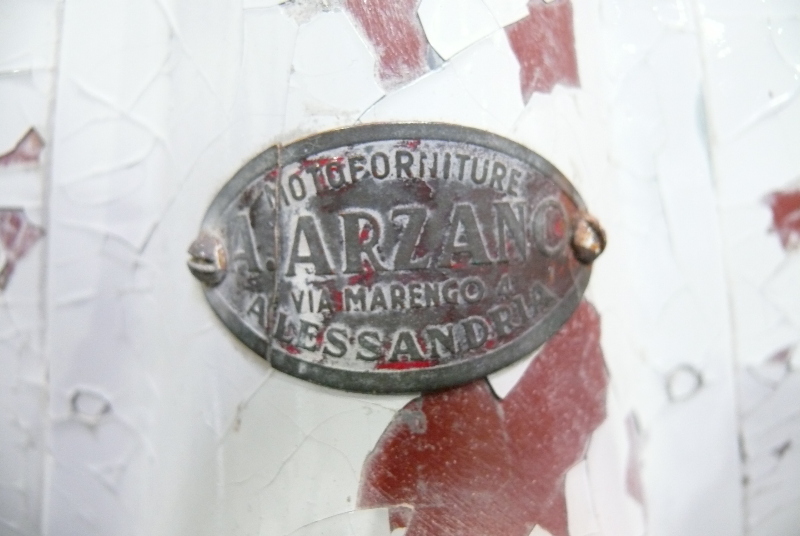 MOTOFORNITURE
A. ARZANO
VIA MARENGO 4
ALESSANDRIA